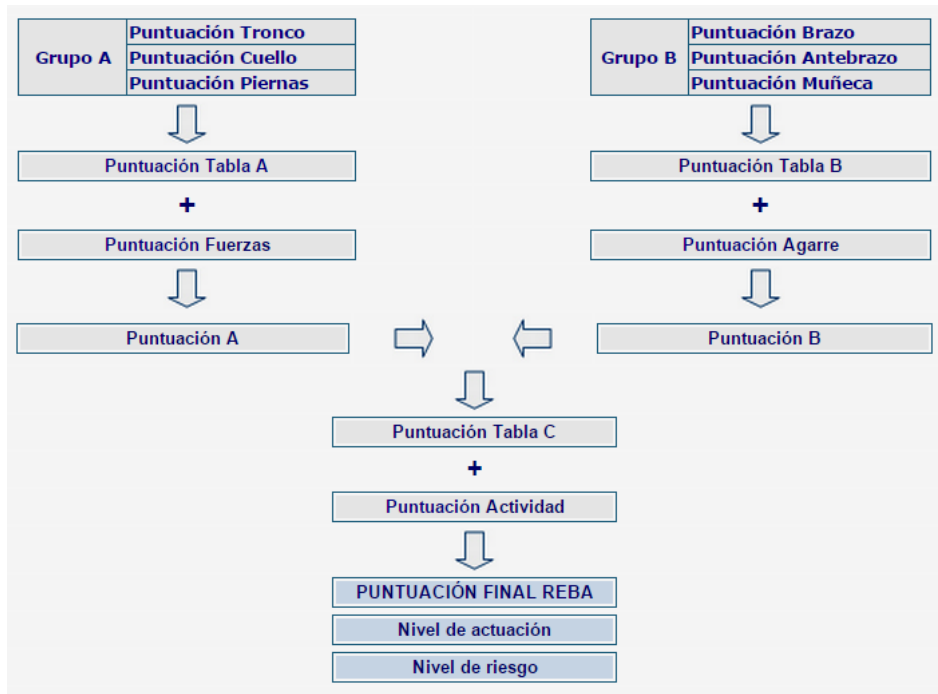 Grupo A
Puntuación Tronco
Puntuación Cuello
Puntuación Piernas
Grupo B
Puntuación Brazo
Puntuación Antebrazo
Puntuación Muñeca
Puntuación Tabla A
Puntuación Tabla B
+
+
Puntuación Fuerzas
Puntuación Agarre
Puntuación A
Puntuación B
Puntuación Tabla C
+
Puntuación Actividad
PUNTUACIÓN FINAL REBA
Nivel de actuación
Nivel de riesgo